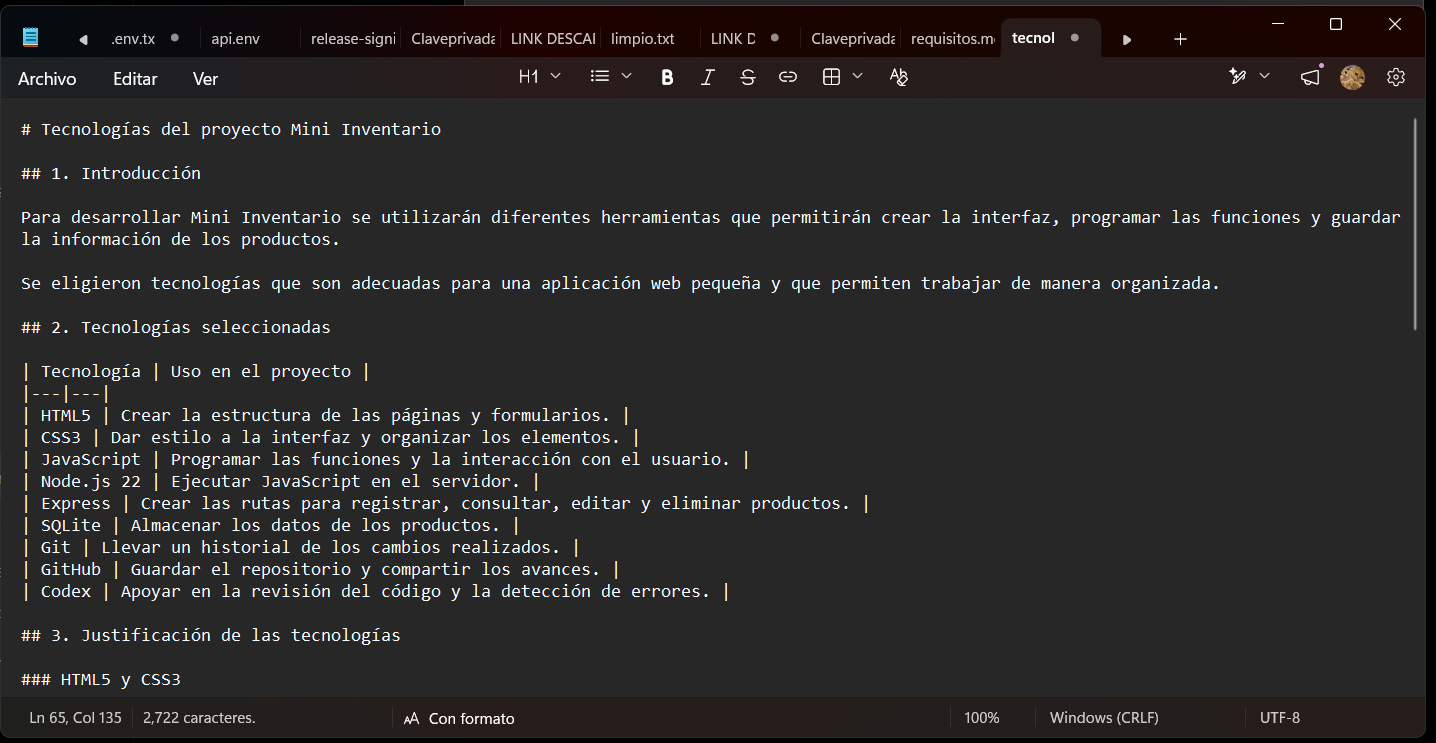 .env.tx
api.env
release-signi
Claveprivada
LINK DESCAI
limpio.txt
LINK D
Claveprivada
requisitos.m
tecnol
Archivo Editar Ver
H1
B I S
# Tecnologías del proyecto Mini Inventario
## 1. Introducción
Para desarrollar Mini Inventario se utilizarán diferentes herramientas que permitirán crear la interfaz, programar las funciones y guardar
la información de los productos.
Se eligieron tecnologías que son adecuadas para una aplicación web pequeña y que permiten trabajar de manera organizada.
## 2. Tecnologías seleccionadas
| Tecnología | Uso en el proyecto |
|---|---|
| HTML5 | Crear la estructura de las páginas y formularios. |
| CSS3 | Dar estilo a la interfaz y organizar los elementos. |
| JavaScript | Programar las funciones y la interacción con el usuario. |
| Node.js 22 | Ejecutar JavaScript en el servidor. |
| Express | Crear las rutas para registrar, consultar, editar y eliminar productos. |
| SQLite | Almacenar los datos de los productos. |
| Git | Llevar un historial de los cambios realizados. |
| GitHub | Guardar el repositorio y compartir los avances. |
| Codex | Apoyar en la revisión del código y la detección de errores. |
## 3. Justificación de las tecnologías
### HTML5 y CSS3
Ln 65, Col 135
2,722 caracteres.
Con formato
100%
Windows (CRLF)
UTF-8